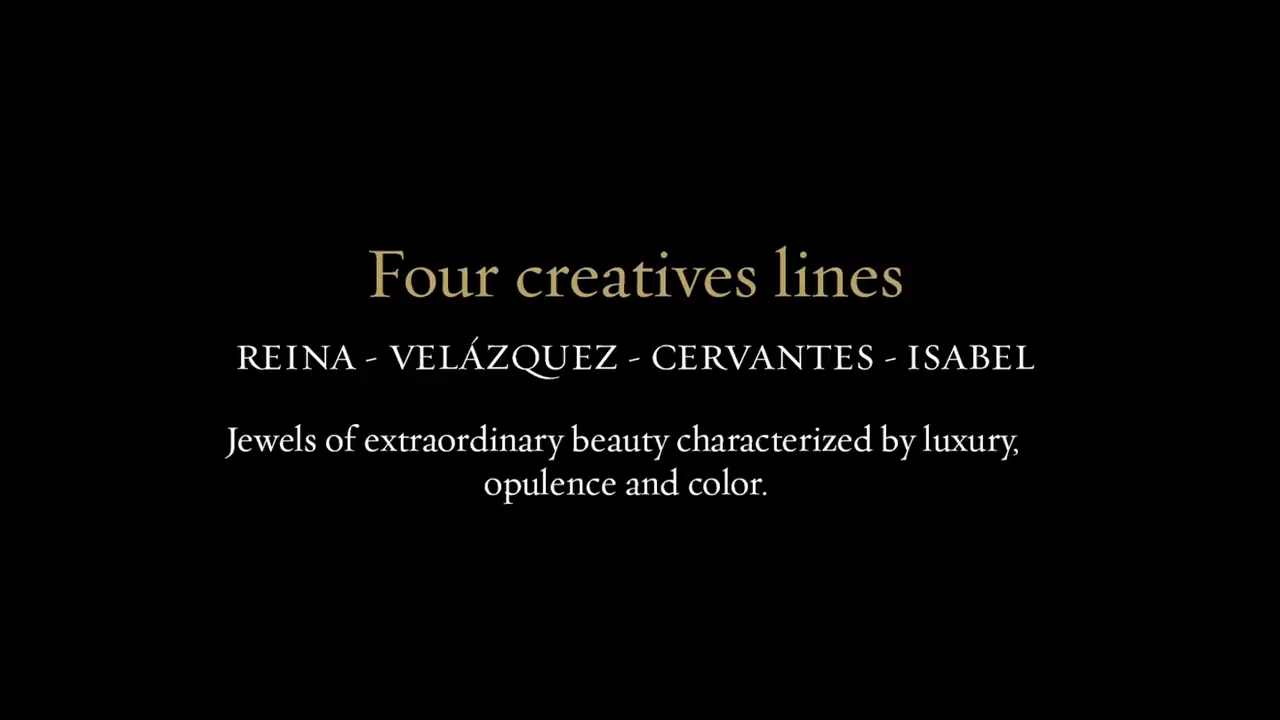 Four creatives lines
REINA - VELÁZQUEZ - CERVANTES - ISABEL
Jewels of extraordinary beauty characterized by luxury,
opulence and color.